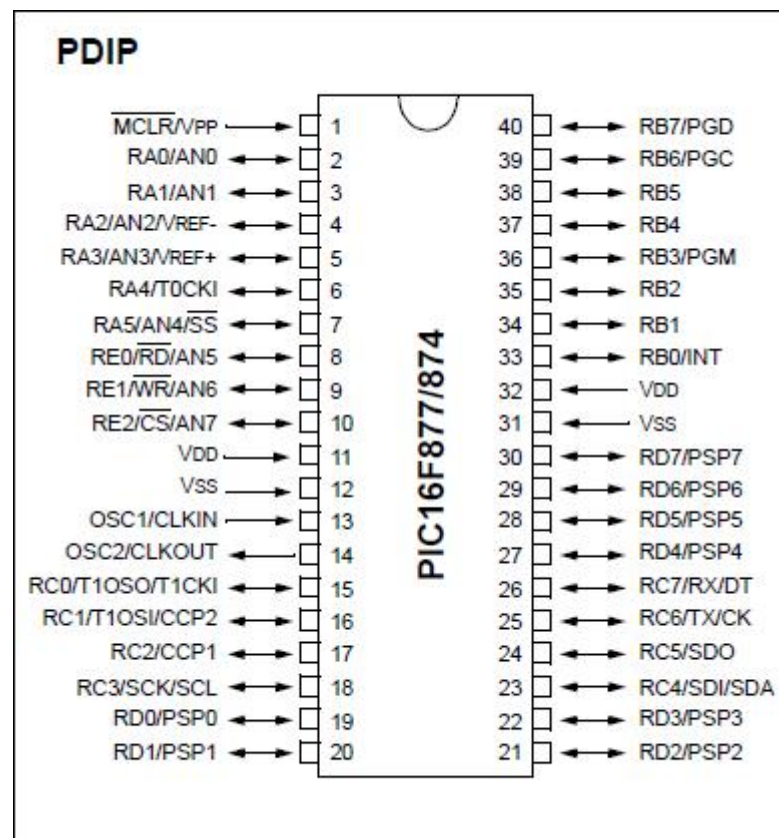 PDIP
MCLR/VPP 1 40 RB7/PGD
RA0/AN0 2 39 RB6/PGC
RA1/AN1 3 38 RB5
RA2/AN2/VREF- 4 37 RB4
RA3/AN3/VREF+ 5 36 RB3/PGM
RA4/T0CKI 6 35 RB2
RA5/AN4/SS 7 34 RB1
RE0/RD/AN5 8 33 RB0/INT
RE1/WR/AN6 9 32 VDD
RE2/CS/AN7 10 31 VSS
VDD 11 30 RD7/PSP7
VSS 12 29 RD6/PSP6
OSC1/CLKIN 13 28 RD5/PSP5
OSC2/CLKOUT 14 27 RD4/PSP4
RC0/T1OSO/T1CKI 15 26 RC7/RX/DT
RC1/T1OSI/CCP2 16 25 RC6/TX/CK
RC2/CCP1 17 24 RC5/SDO
RC3/SCK/SCL 18 23 RC4/SDI/SDA
RD0/PSP0 19 22 RD3/PSP3
RD1/PSP1 20 21 RD2/PSP2
PIC16F877/874